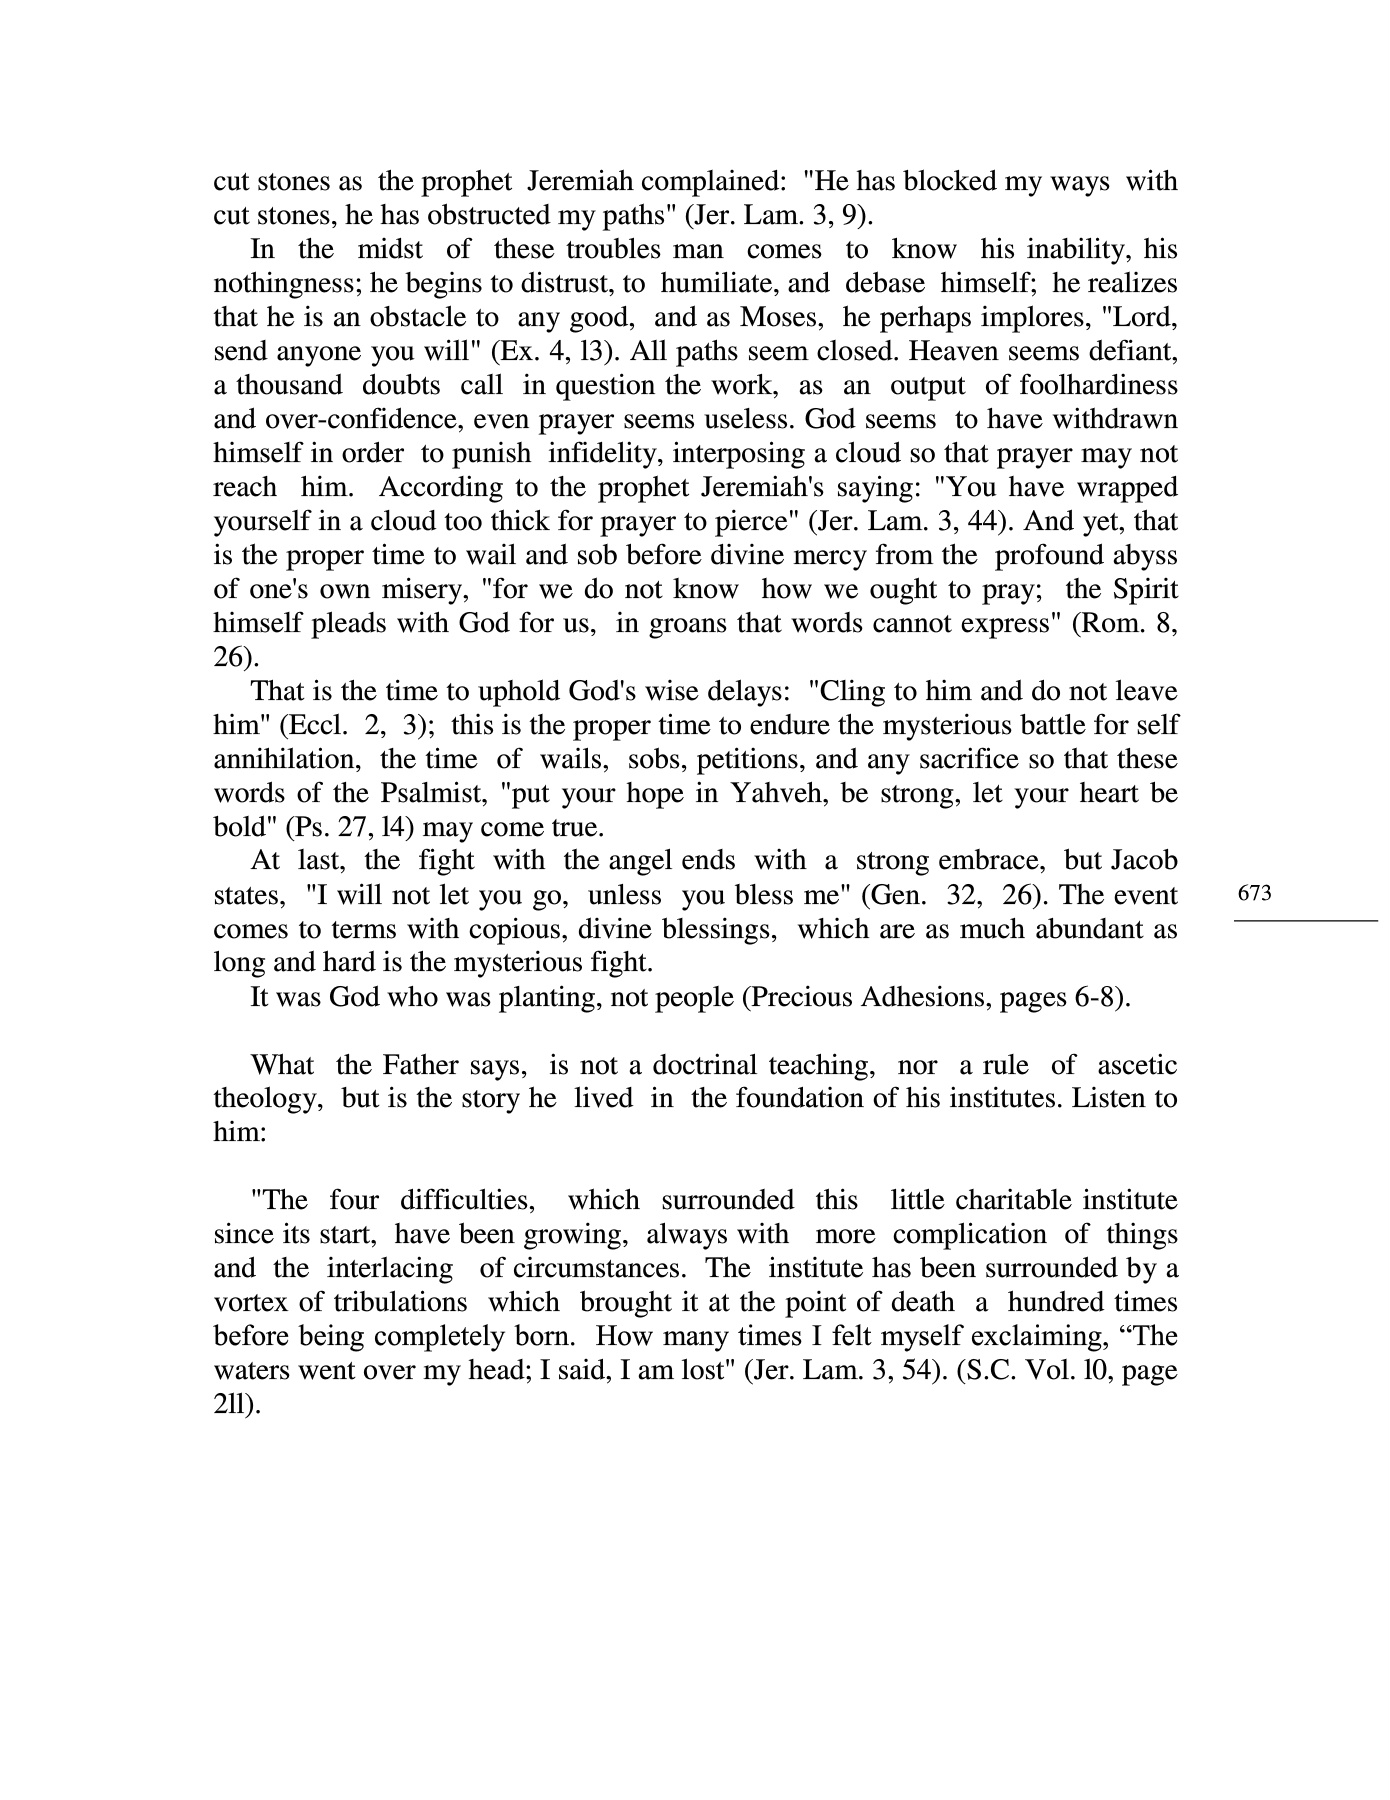 cut stones as the prophet Jeremiah complained: "He has blocked my ways with
cut stones, he has obstructed my paths" (Jer. Lam. 3, 9).
In the midst of these troubles man comes to know his inability, his
nothingness; he begins to distrust, to humiliate, and debase himself; he realizes
that he is an obstacle to any good, and as Moses, he perhaps implores, "Lord,
send anyone you will" (Ex. 4, l3). All paths seem closed. Heaven seems defiant,
a thousand doubts call in question the work, as an output of foolhardiness
and over-confidence, even prayer seems useless. God seems to have withdrawn
himself in order to punish infidelity, interposing a cloud so that prayer may not
reach him. According to the prophet Jeremiah's saying: "You have wrapped
yourself in a cloud too thick for prayer to pierce" (Jer. Lam. 3, 44). And yet, that
is the proper time to wail and sob before divine mercy from the profound abyss
of one's own misery, "for we do not know how we ought to pray; the Spirit
himself pleads with God for us, in groans that words cannot express" (Rom. 8,
26).
That is the time to uphold God's wise delays: "Cling to him and do not leave
him" (Eccl. 2, 3); this is the proper time to endure the mysterious battle for self
annihilation, the time of wails, sobs, petitions, and any sacrifice so that these
words of the Psalmist, "put your hope in Yahveh, be strong, let your heart be
bold" (Ps. 27, l4) may come true.
At last, the fight with the angel ends with a strong embrace, but Jacob
states, "I will not let you go, unless you bless me" (Gen. 32, 26). The event
comes to terms with copious, divine blessings, which are as much abundant as
long and hard is the mysterious fight.
It was God who was planting, not people (Precious Adhesions, pages 6-8).
673
What the Father says, is not a doctrinal teaching, nor a rule of ascetic
theology, but is the story he lived in the foundation of his institutes. Listen to
him:
"The four difficulties, which surrounded this little charitable institute
since its start, have been growing, always with more complication of things
and the interlacing of circumstances. The institute has been surrounded by a
vortex of tribulations which brought it at the point of death a hundred times
before being completely born. How many times I felt myself exclaiming, “The
waters went over my head; I said, I am lost" (Jer. Lam. 3, 54). (S.C. Vol. l0, page
2ll).